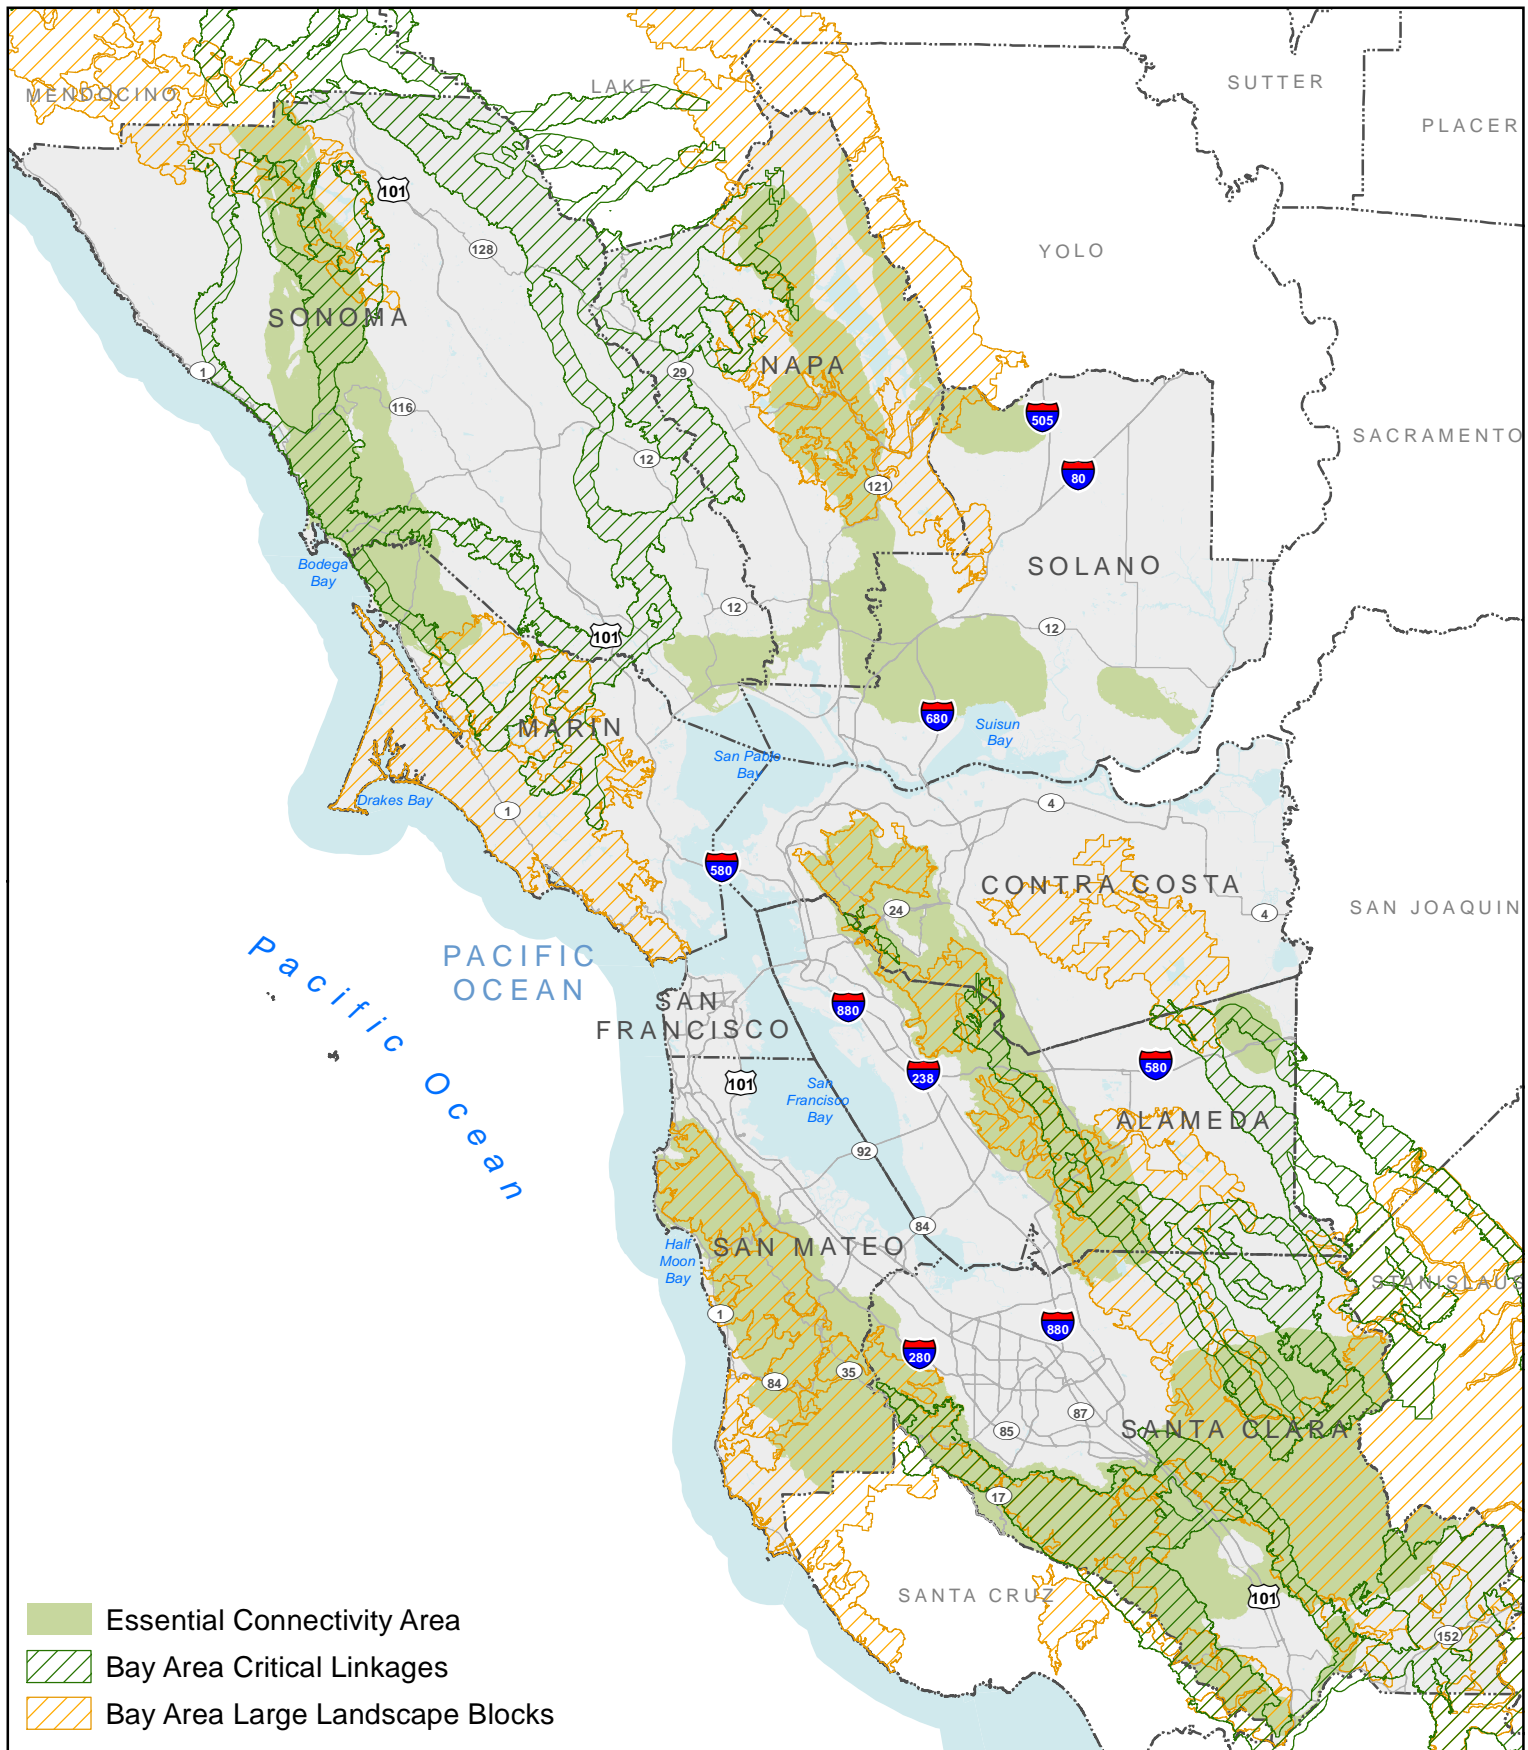 MENDOCINO
LAKE
SUTTER
PLACER
101
128
YOLO
SONOMA
NAPA
1
29
116
505
SACRAMENTO
12
80
121
Bodega
Bay
SOLANO
12
12
101
MARIN
680
Suisun
Bay
San Pablo
Bay
Drakes Bay
1
4
580
CONTRA COSTA
24
4
SAN JOAQUIN
Pacific Ocean
PACIFIC
OCEAN
SAN
FRANCISCO
880
238
580
101
San
Francisco
Bay
ALAMEDA
92
84
Half
Moon
Bay
SAN MATEO
STANISLAUS
1
880
280
84
35
87
85
SANTA CLARA
17
SANTA CRUZ
101
152
Essential Connectivity Area
Bay Area Critical Linkages
Bay Area Large Landscape Blocks